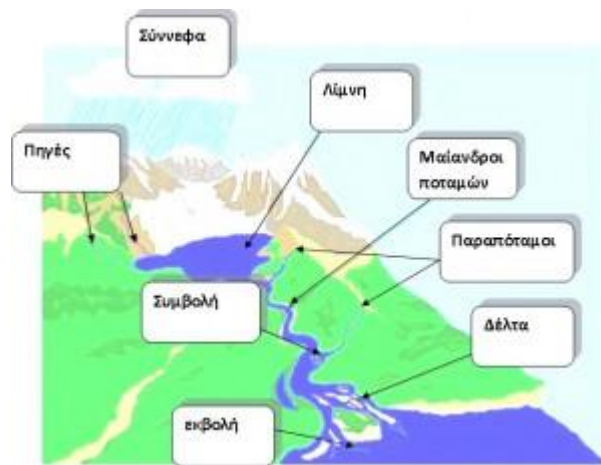 Σύννεφα
Λίμνη
Πηγές
Μαίανδροι
ποταμών
Παραπόταμοι
Συμβολή
Δέλτα
εκβολή